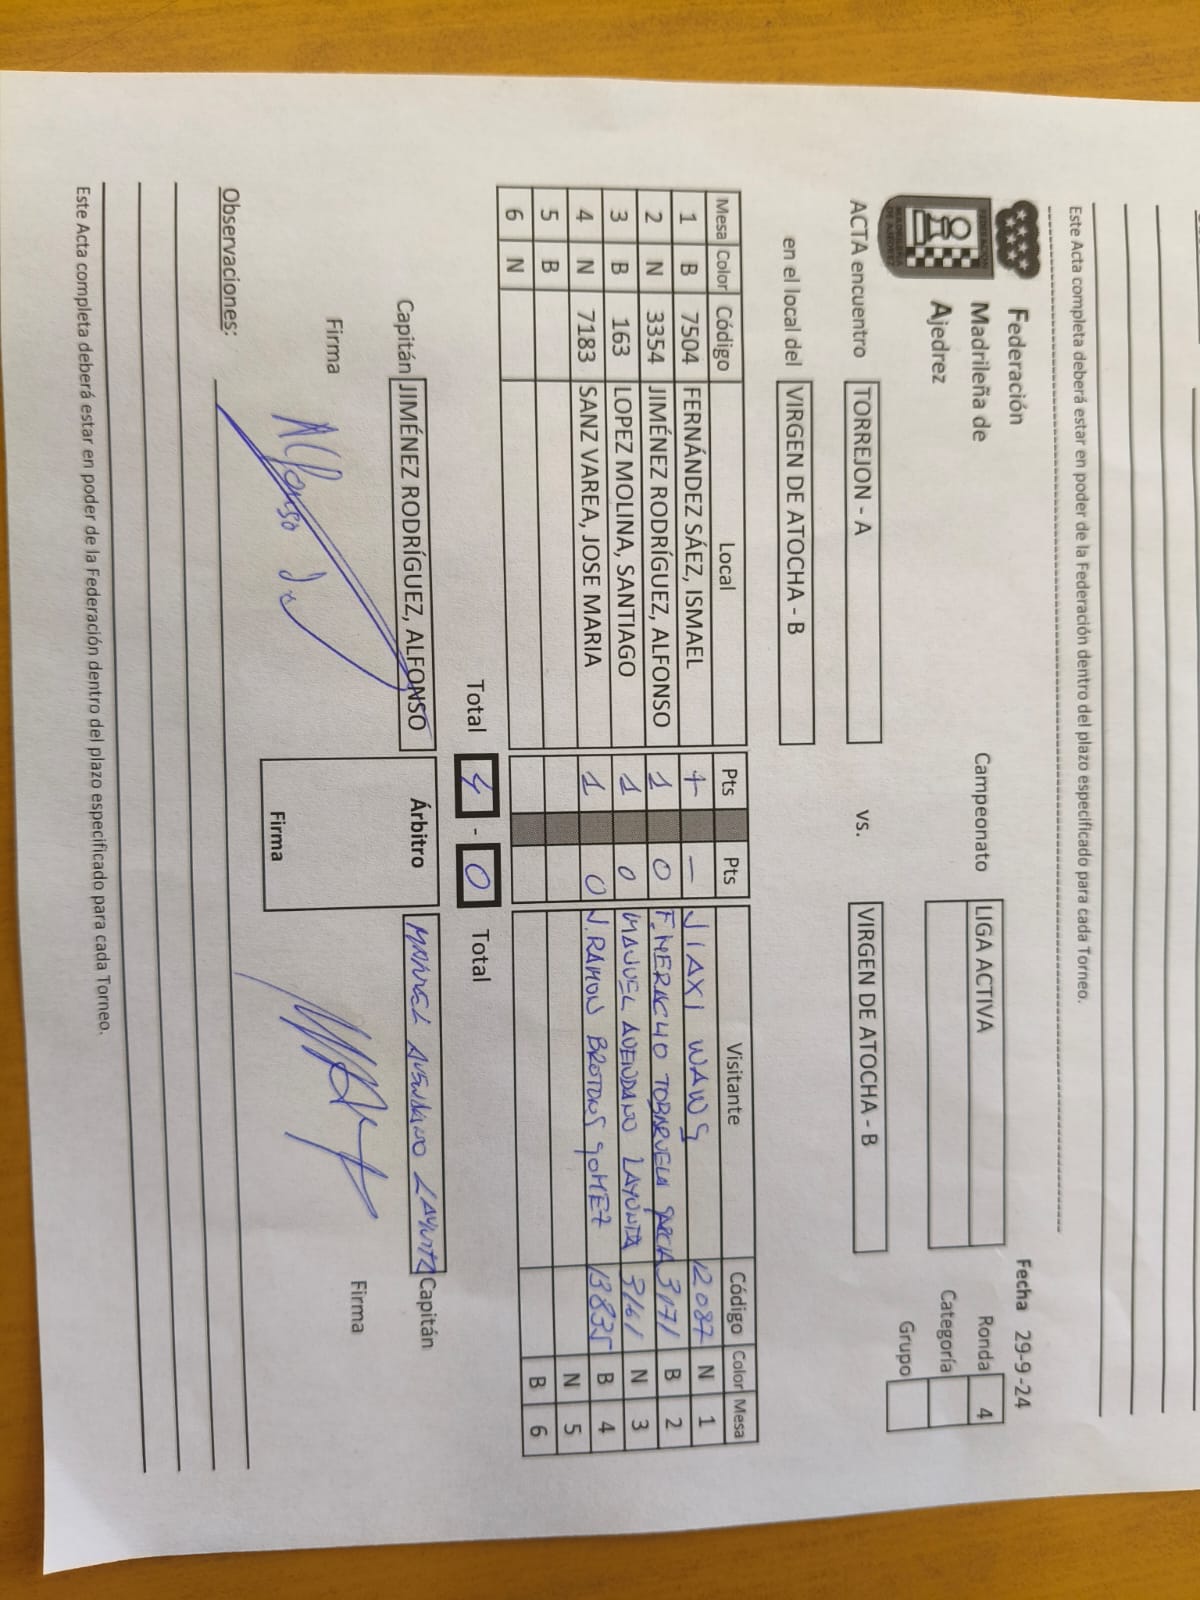 Este Acta completa deberá estar en poder de la Federación dentro del plazo especificado para cada Torneo.
Federación
Madrileña de
Ajedrez
FEDERACION
MADRILEÑA
DE AJEDREZ
Campeonato LIGA ACTIVA
Fecha 29-9-24
Ronda 4
Categoría
Grupo
ACTA encuentro TORREJON - A vs. VIRGEN DE ATOCHA - B
en el local del VIRGEN DE ATOCHA - B
Mesa Color Código Local Pts Pts Visitante Código Color Mesa
1 B 7504 FERNÁNDEZ SÁEZ, ISMAEL + — JIAXI WANG 12087 N 1
2 N 3354 JIMÉNEZ RODRÍGUEZ, ALFONSO 1 0 TOBARUELA GARCIA 3171 B 2
3 B 163 LOPEZ MOLINA, SANTIAGO 1 0 MANUEL AVENDANO LAYUNTA 3161 N 3
4 N 7183 SANZ VAREA, JOSE MARIA 1 0 J. RAMON BROTONS GOMEZ 13835 B 4
5 B N 5
6 N B 6
Total 4 - 0 Total
Capitán JIMÉNEZ RODRÍGUEZ, ALFONSO Árbitro MANUEL AVENDANO LAYUNTA Capitán
Firma Alfonso Firma Firma
Observaciones:
Este Acta completa deberá estar en poder de la Federación dentro del plazo especificado para cada Torneo.